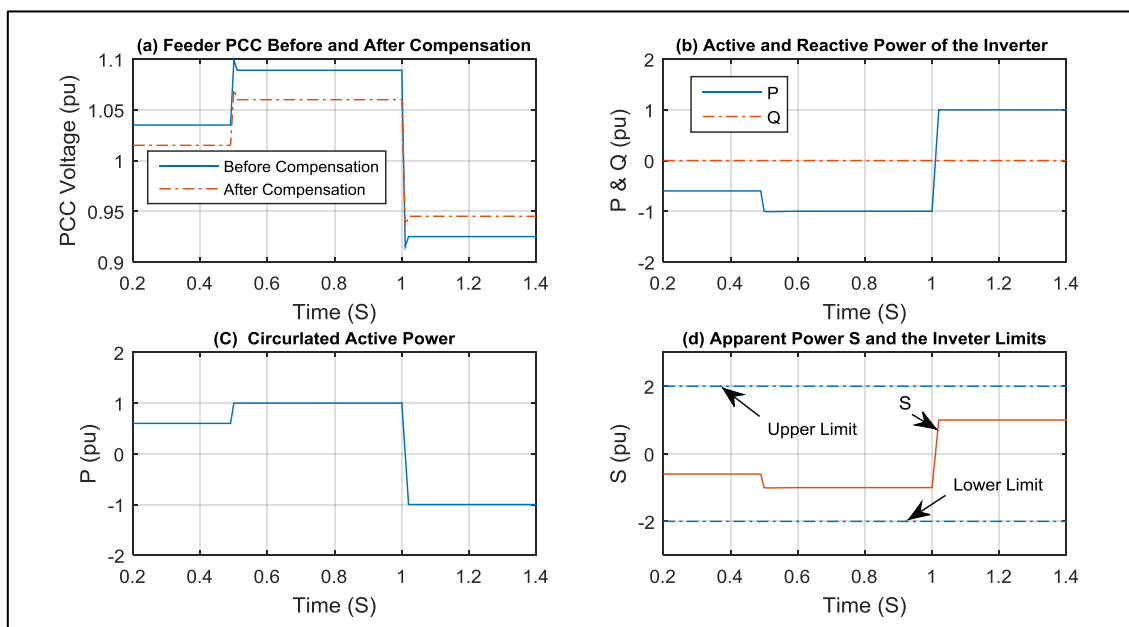 (a) Feeder PCC Before and After Compensation
1.1
1.05
1
0.95
0.9
PCC Voltage (pu)
Before Compensation
After Compensation
0.2 0.4 0.6 0.8 1 1.2 1.4
Time (S)
(b) Active and Reactive Power of the Inverter
2
1
0
-1
-2
P & Q (pu)
P
Q
0.2 0.4 0.6 0.8 1 1.2 1.4
Time (S)
(C) Circurlated Active Power
2
1
0
-1
-2
P (pu)
0.2 0.4 0.6 0.8 1 1.2 1.4
Time (S)
(d) Apparent Power S and the Inveter Limits
2
0
-2
S (pu)
S
Upper Limit
Lower Limit
0.2 0.4 0.6 0.8 1 1.2 1.4
Time (S)